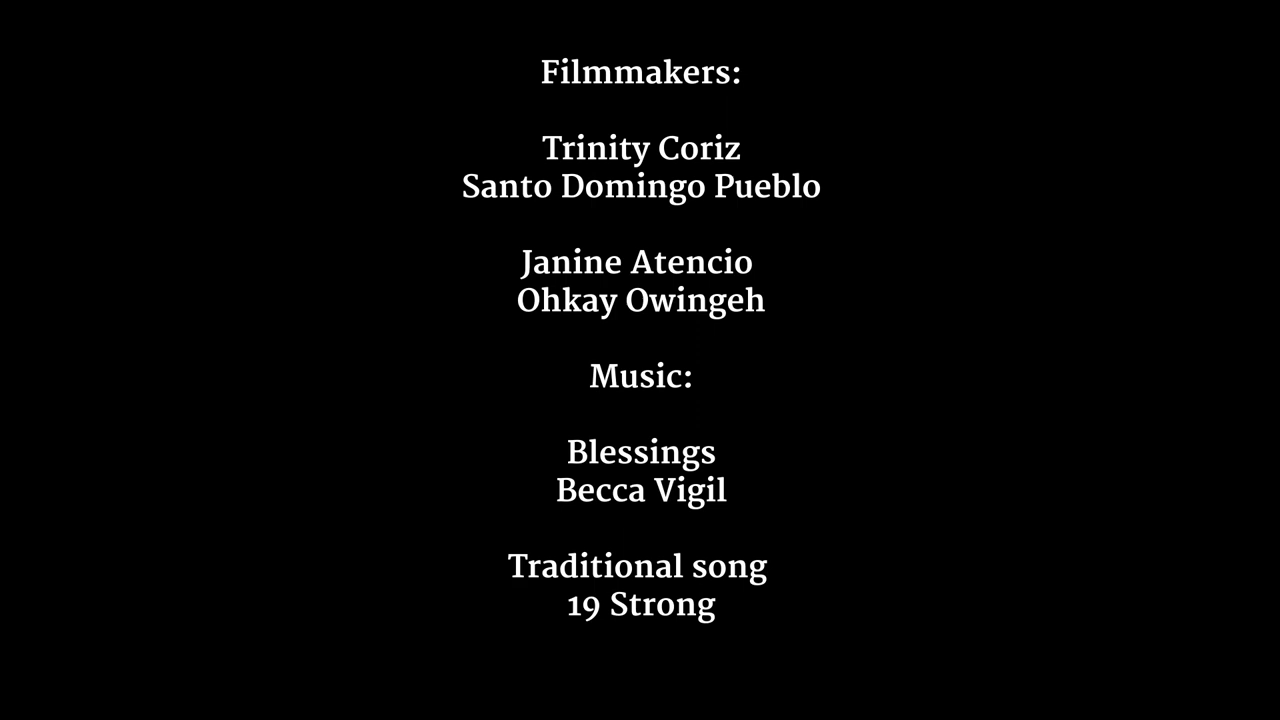 Filmmakers:
Trinity Coriz
Santo Domingo Pueblo
Janine Atencio
Ohkay Owingeh
Music:
Blessings
Becca Vigil
Traditional song
19 Strong